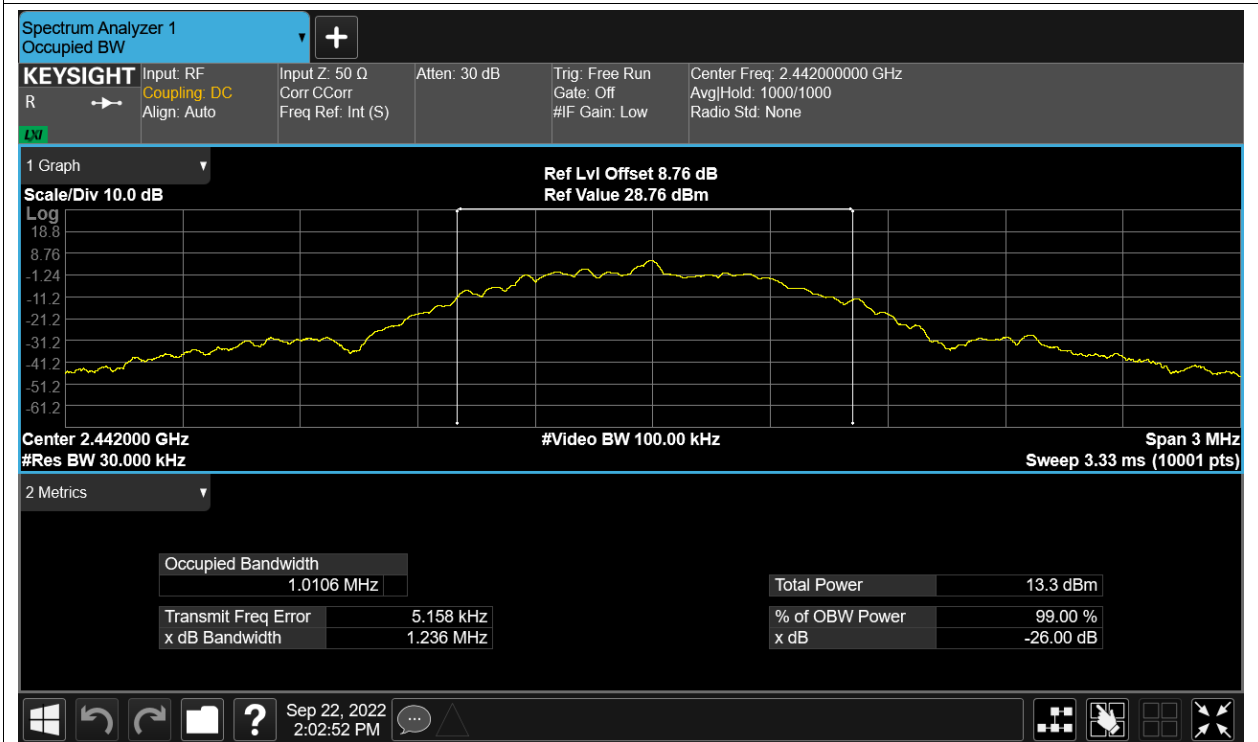 Spectrum Analyzer 1
Occupied BW
KEYSIGHT
R
LXI
Input: RF
Coupling: DC
Align: Auto
Input Z: 50 Ω
Corr CCorr
Freq Ref: Int (S)
Atten: 30 dB
Trig: Free Run
Gate: Off
#IF Gain: Low
Center Freq: 2.442000000 GHz
Avg|Hold: 1000/1000
Radio Std: None
1 Graph
Scale/Div 10.0 dB
Ref Lvl Offset 8.76 dB
Ref Value 28.76 dBm
Log
18.8
8.76
-1.24
-11.2
-21.2
-31.2
-41.2
-51.2
-61.2
Center 2.442000 GHz
#Res BW 30.000 kHz
#Video BW 100.00 kHz
Span 3 MHz
Sweep 3.33 ms (10001 pts)
2 Metrics
Occupied Bandwidth
1.0106 MHz
Transmit Freq Error 5.158 kHz
x dB Bandwidth 1.236 MHz
Total Power 13.3 dBm
% of OBW Power 99.00 %
x dB -26.00 dB
?
Sep 22, 2022
2:02:52 PM